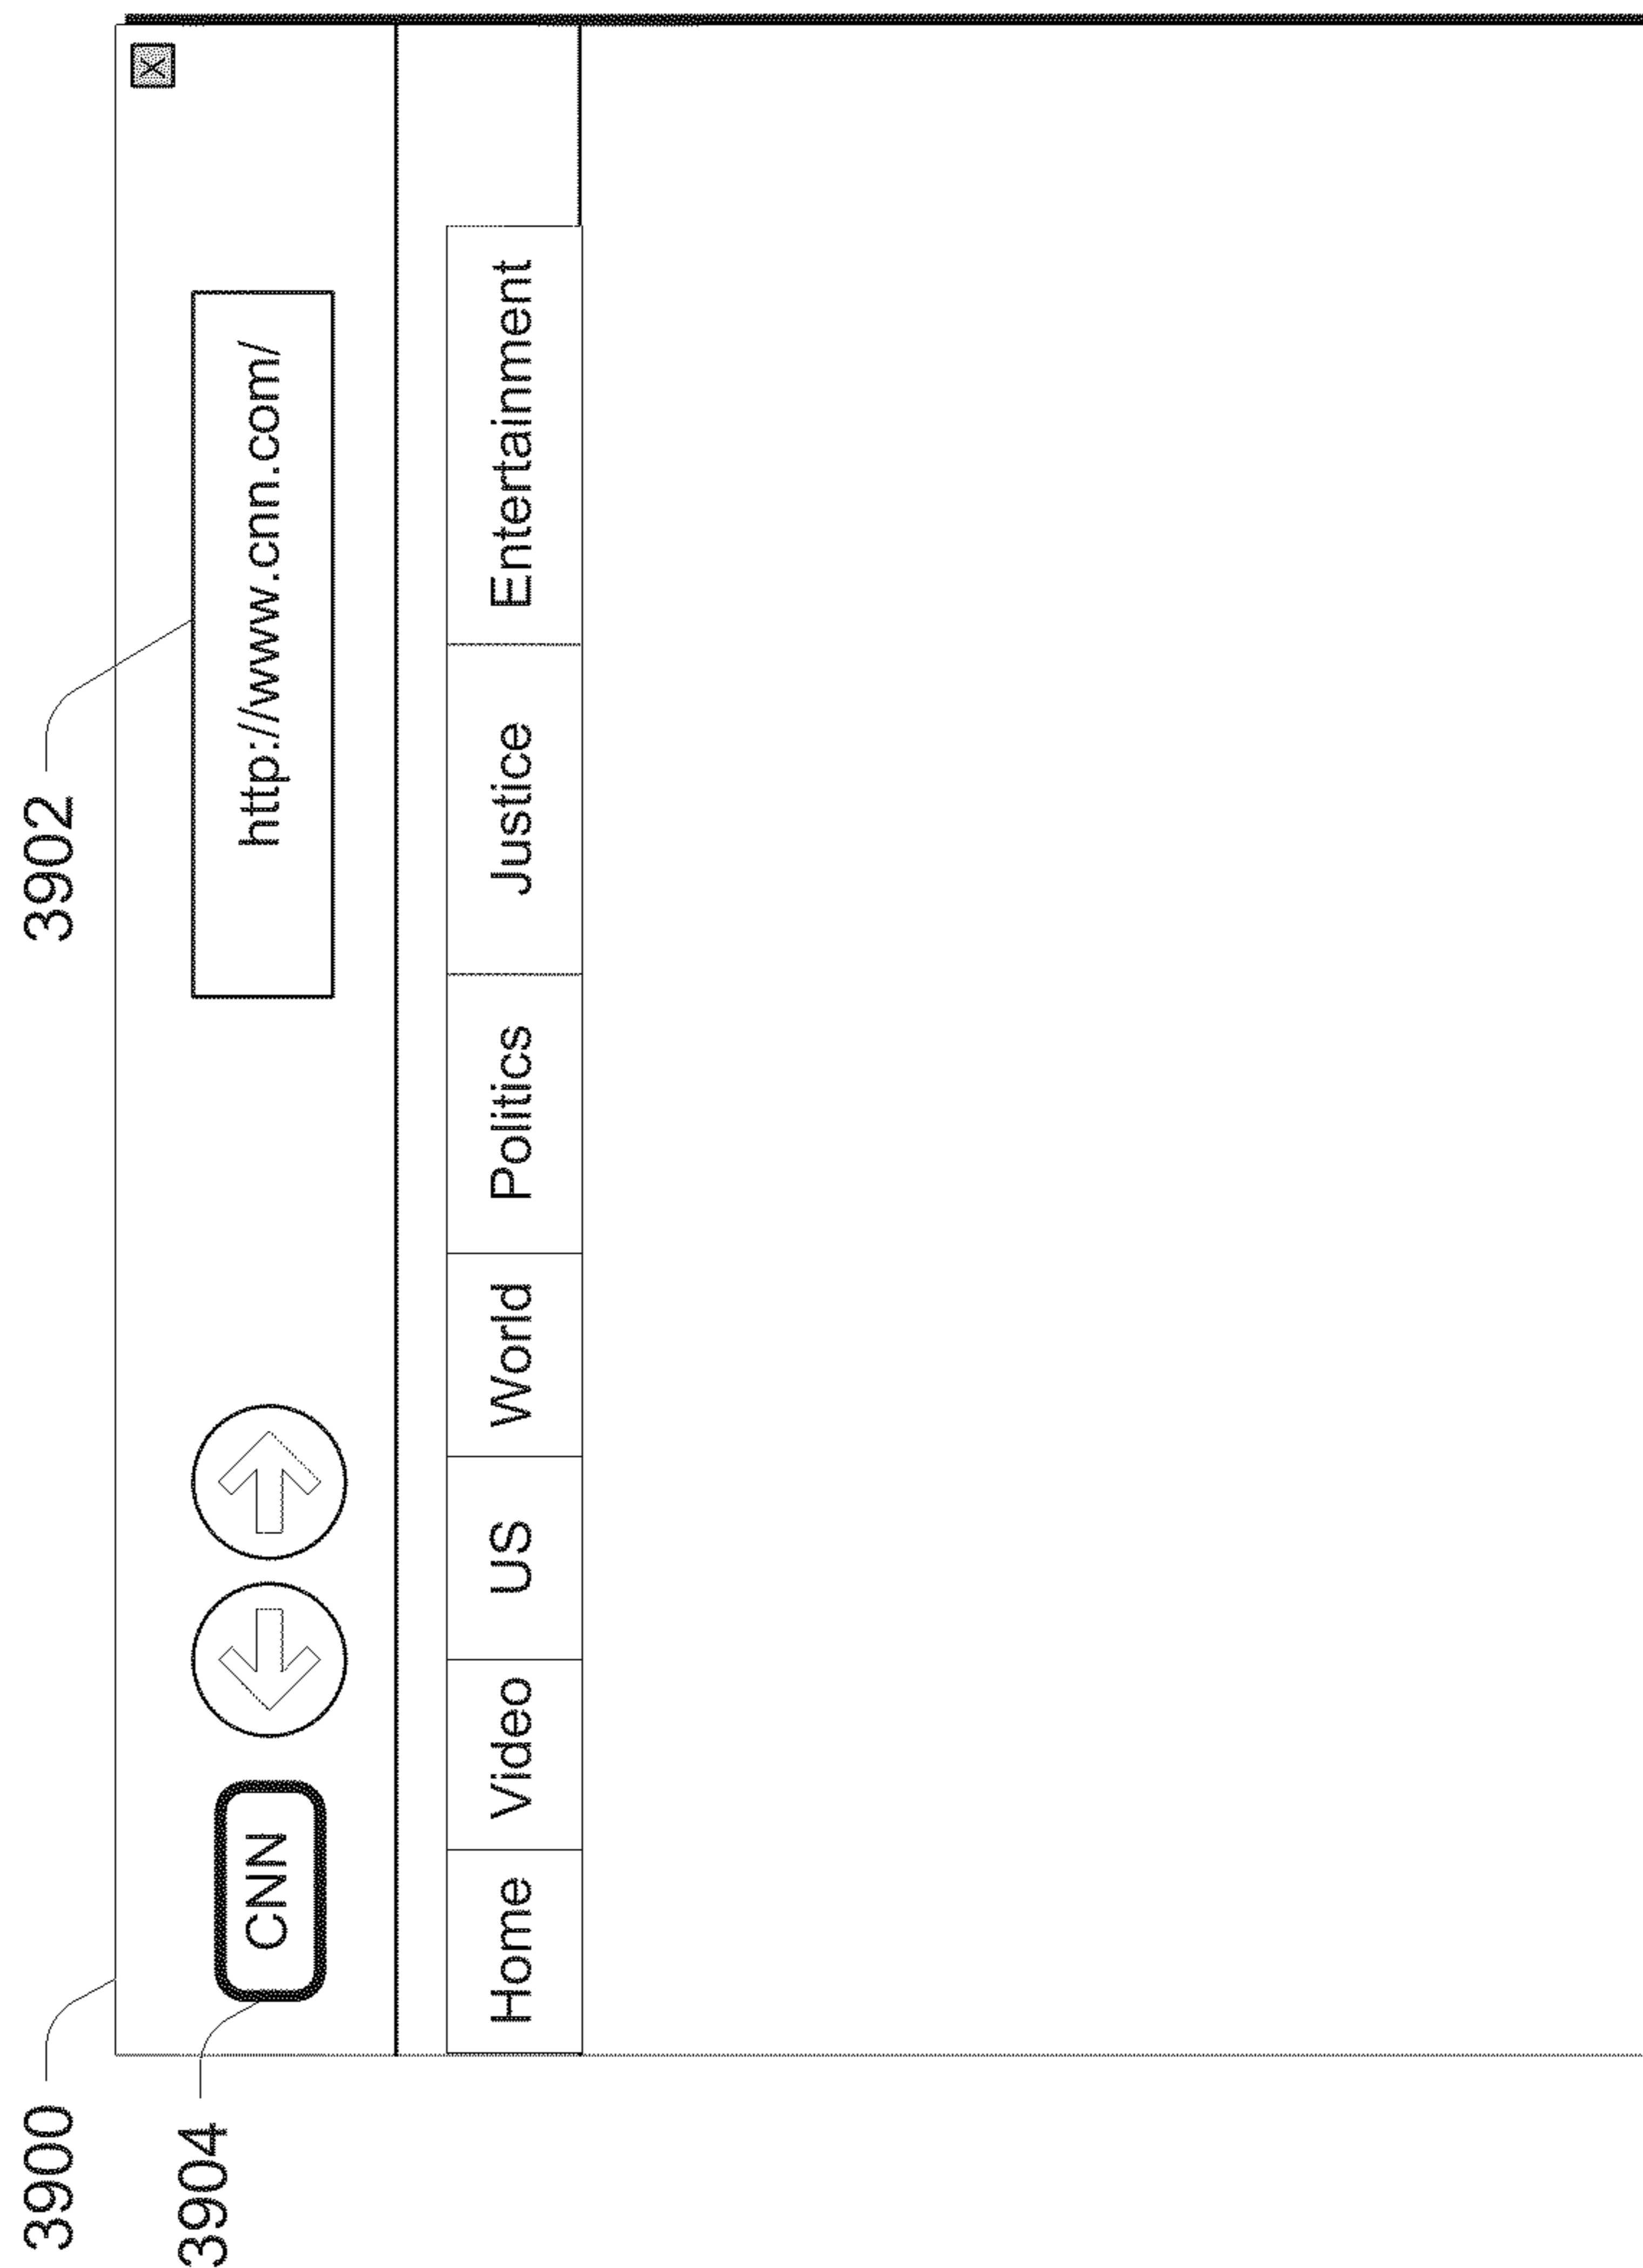 3900
3902
3904
X
CNN
http://www.cnn.com/
Home Video US World Politics Justice Entertainment